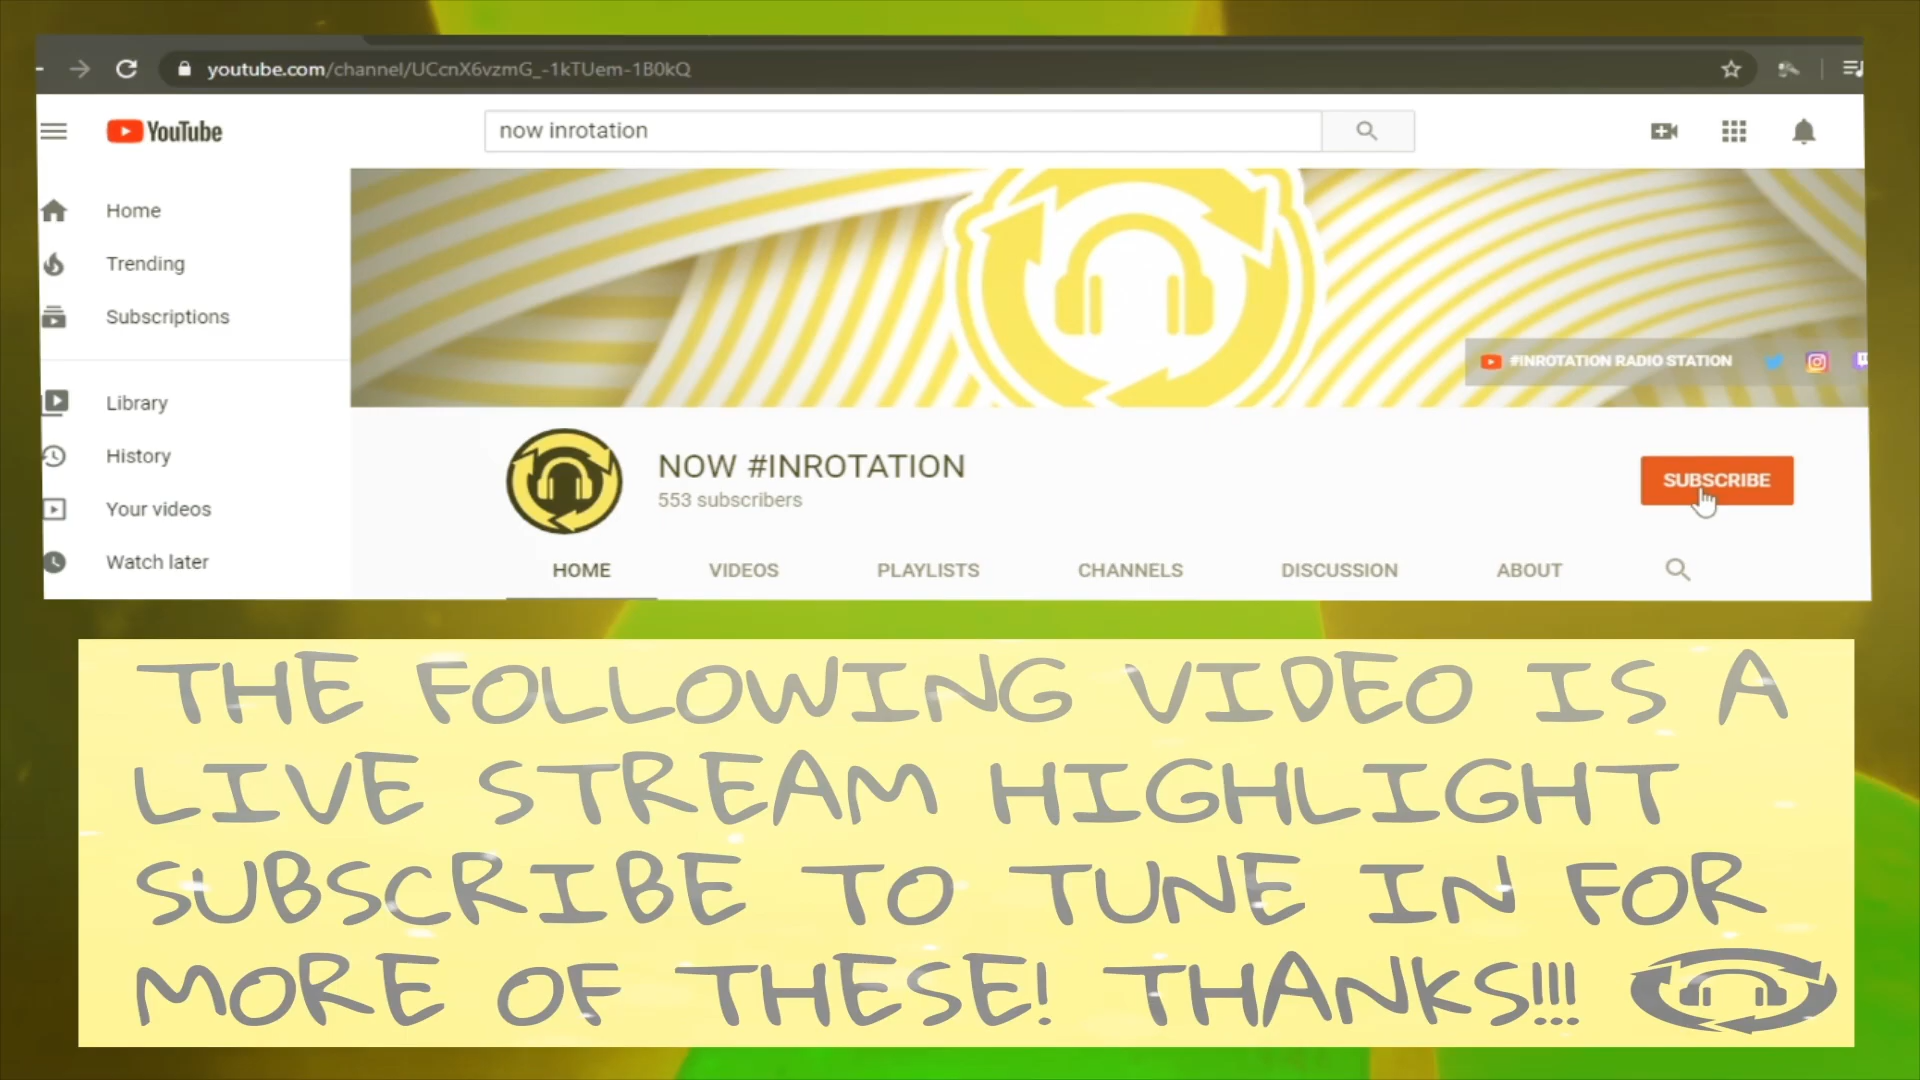 youtube.com/channel/UCcnX6vzmG_-1kTUem-1B0kQ
YouTube
now inrotation
Home
Trending
Subscriptions
#INROTATION RADIO STATION
Library
History
Your videos
Watch later
NOW #INROTATION
553 subscribers
SUBSCRIBE
HOME VIDEOS PLAYLISTS CHANNELS DISCUSSION ABOUT
THE FOLLOWING VIDEO IS A
LIVE STREAM HIGHLIGHT
SUBSCRIBE TO TUNE IN FOR
MORE OF THESE! THANKS!!!